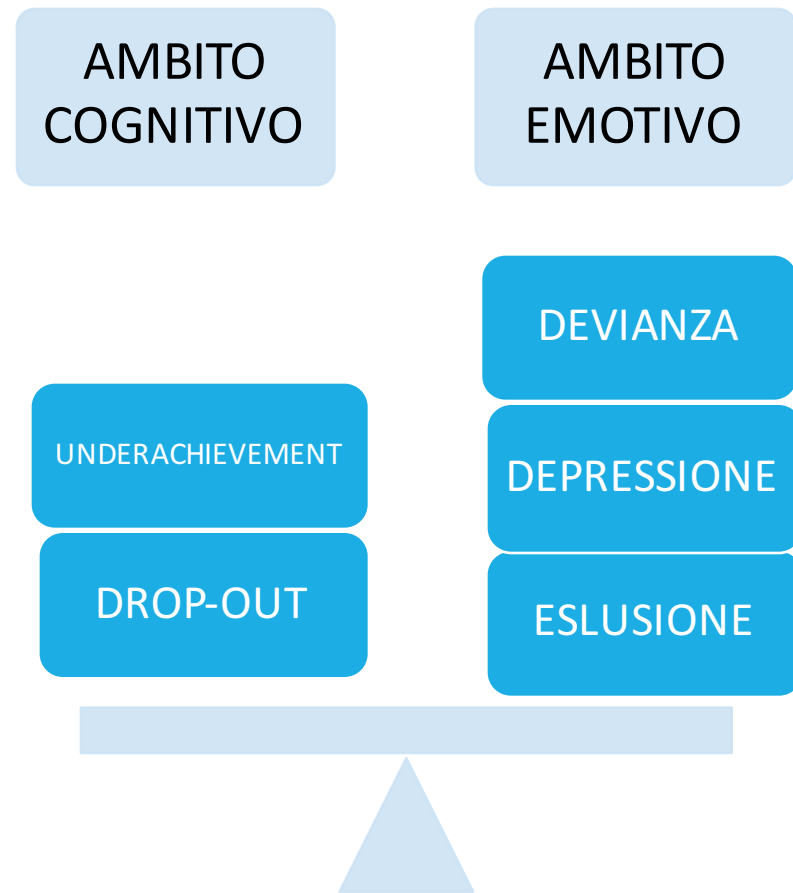 AMBITO
COGNITIVO
AMBITO
EMOTIVO
DEVIANZA
UNDERACHIEVEMENT
DEPRESSIONE
DROP-OUT
ESLUSIONE